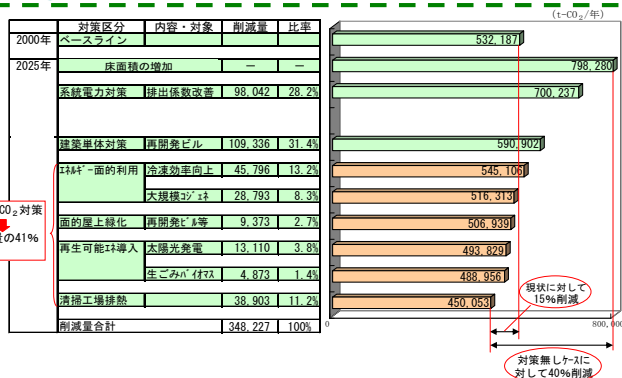 (t-CO₂/年)
対策区分 内容・対象 削減量 比率
2000年 ベースライン 532,187
2025年 床面積の増加 － － 798,280
系統電力対策 排出係数改善 98,042 28.2% 700,237
建築単体対策 再開発ビル 109,336 31.4% 590,902
エネルギー面的利用 冷凍効率向上 45,796 13.2% 545,106
大規模コジェネ 28,793 8.3% 516,313
面的屋上緑化 再開発ビル等 9,373 2.7% 506,939
再生可能エネ導入 太陽光発電 13,110 3.8% 493,829
生ごみバイオマス 4,873 1.4% 488,956
清掃工場排熱 38,903 11.2% 450,053
削減量合計 348,227 100%
CO₂対策
量の41%
0 800,00
現状に対して
15%削減
対策無しケースに
対して40%削減